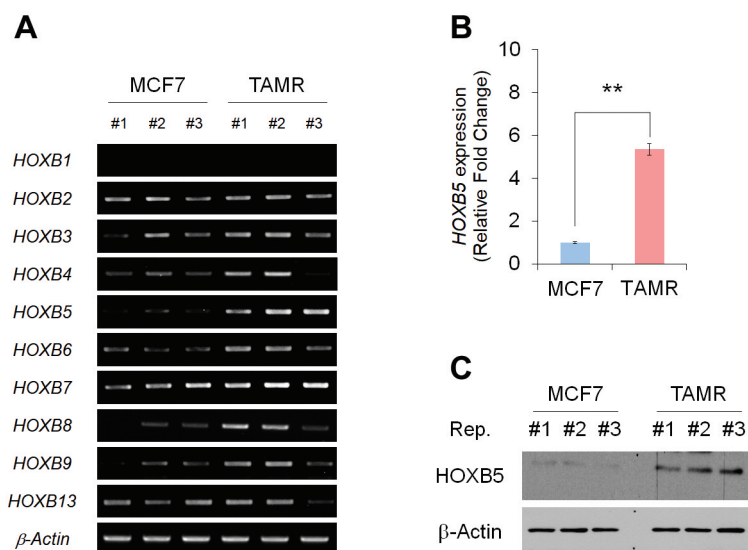 A
MCF7 TAMR
#1 #2 #3 #1 #2 #3
HOXB1
HOXB2
HOXB3
HOXB4
HOXB5
HOXB6
HOXB7
HOXB8
HOXB9
HOXB13
β-Actin
B
HOXB5 expression
(Relative Fold Change)
10
8
6
4
2
0
**
MCF7 TAMR
C
MCF7 TAMR
Rep. #1 #2 #3 #1 #2 #3
HOXB5
β-Actin